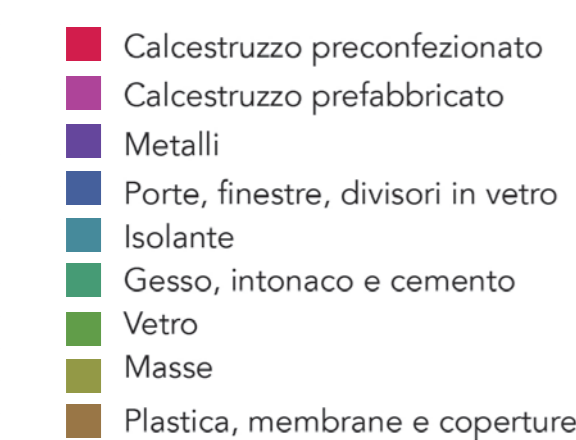 Calcestruzzo preconfezionato
Calcestruzzo prefabbricato
Metalli
Porte, finestre, divisori in vetro
Isolante
Gesso, intonaco e cemento
Vetro
Masse
Plastica, membrane e coperture